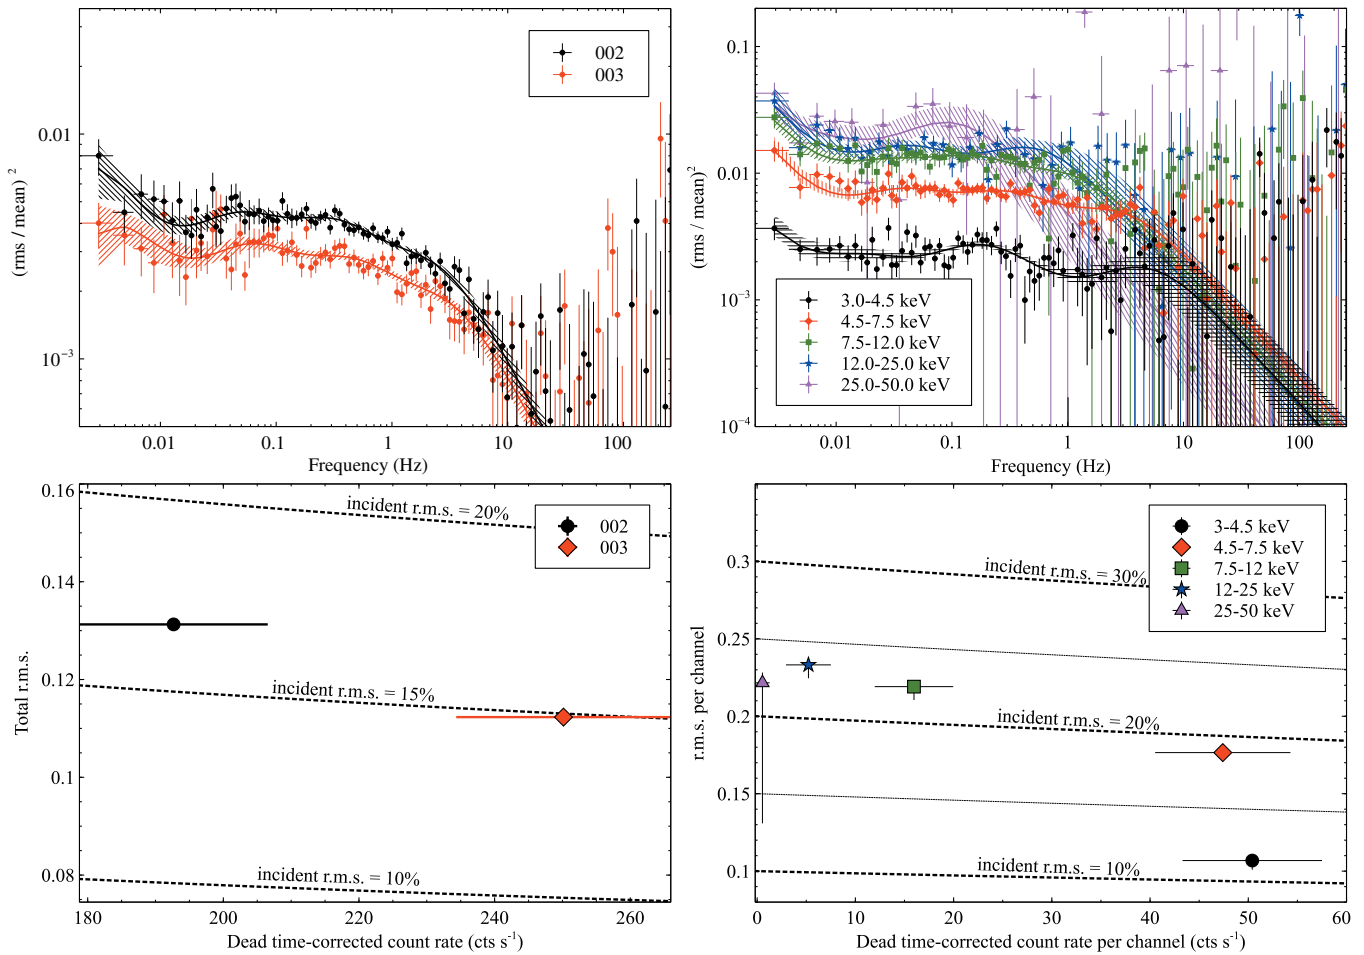 002
003
0.01
10⁻³
(rms / mean) ²
0.01 0.1 1 10 100
Frequency (Hz)
0.1
0.01
10⁻³
10⁻⁴
(rms / mean)²
3.0-4.5 keV
4.5-7.5 keV
7.5-12.0 keV
12.0-25.0 keV
25.0-50.0 keV
0.01 0.1 1 10 100
Frequency (Hz)
0.16
0.14
0.12
0.1
0.08
Total r.m.s.
incident r.m.s. = 20%
002
003
incident r.m.s. = 15%
incident r.m.s. = 10%
180 200 220 240 260
Dead time-corrected count rate (cts s⁻¹)
0.3
0.25
0.2
0.15
0.1
r.m.s. per channel
3-4.5 keV
4.5-7.5 keV
7.5-12 keV
12-25 keV
25-50 keV
incident r.m.s. = 30%
incident r.m.s. = 20%
incident r.m.s. = 10%
0 10 20 30 40 50 60
Dead time-corrected count rate per channel (cts s⁻¹)